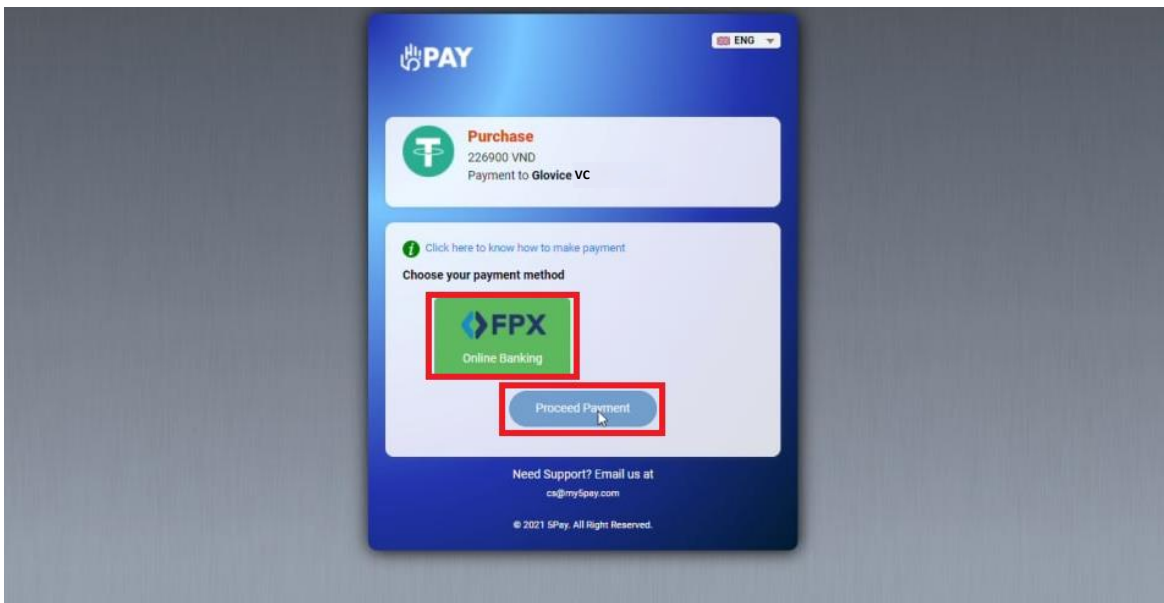 PAY
ENG
Purchase
226900 VND
Payment to Glovice VC
Click here to know how to make payment
Choose your payment method
FPX
Online Banking
Proceed Payment
Need Support? Email us at
cs@my5pay.com
© 2021 5Pay. All Right Reserved.